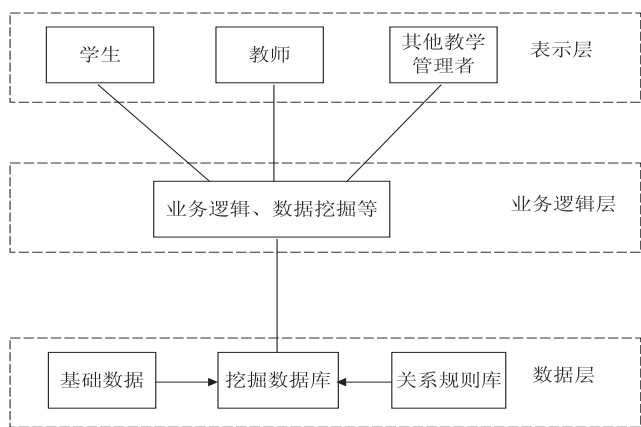 学生
教师
其他教学
管理者
表示层
业务逻辑、数据挖掘等
业务逻辑层
基础数据
挖掘数据库
关系规则库
数据层